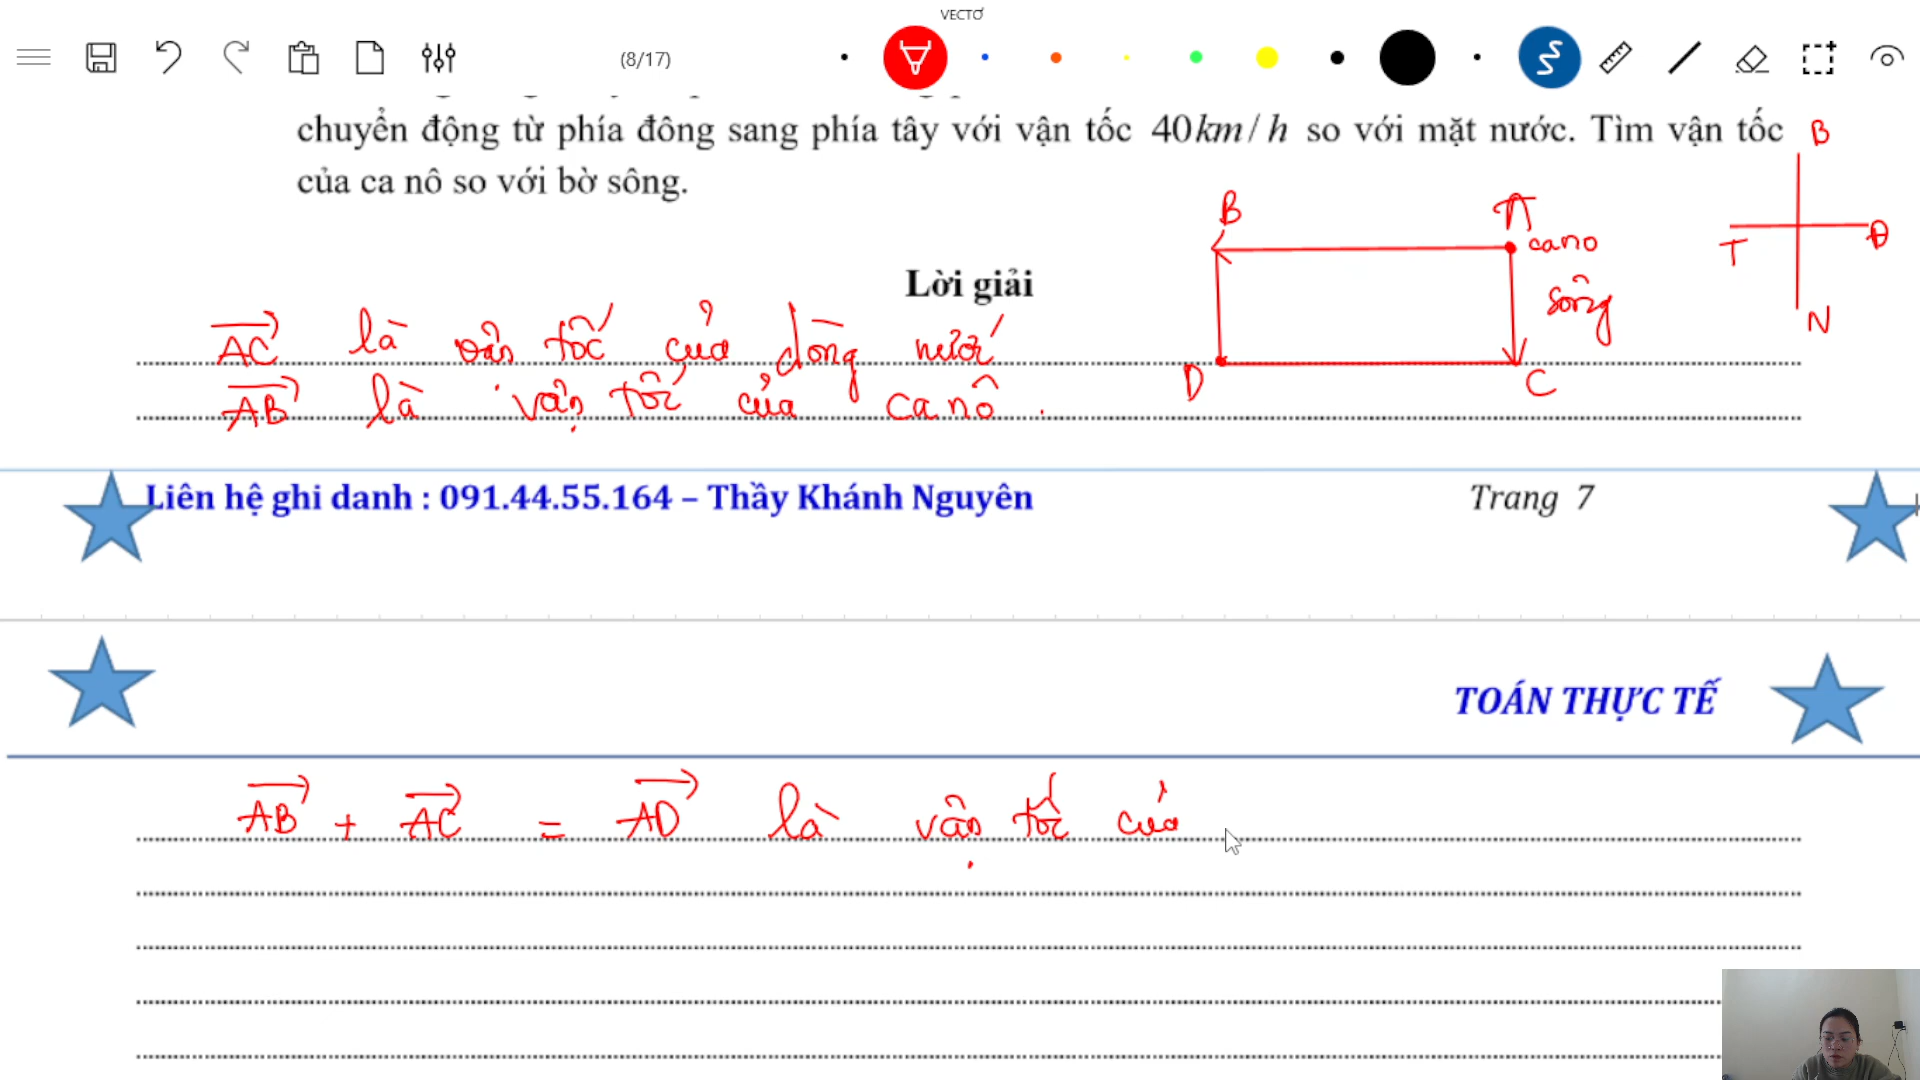 VECTƠ
(8/17)
chuyển động từ phía đông sang phía tây với vận tốc 40km/h so với mặt nước. Tìm vận tốc
của ca nô so với bờ sông.
B
T Đ
N
B A
cano
sông
D C
Lời giải
AC là vận tốc của dòng nước
AB là vận tốc của ca nô.
Liên hệ ghi danh : 091.44.55.164 – Thầy Khánh Nguyên Trang 7
TOÁN THỰC TẾ
AB + AC = AD là vận tốc của